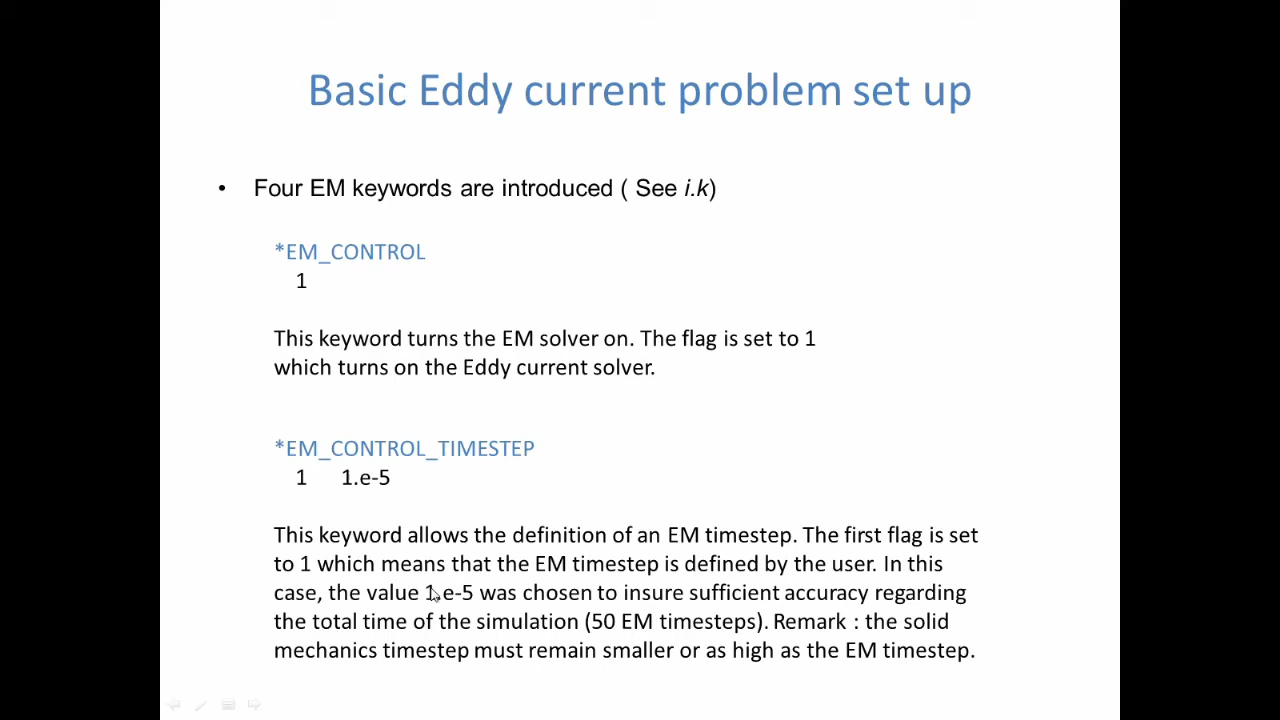 Basic Eddy current problem set up
• Four EM keywords are introduced ( See i.k)
*EM_CONTROL
1
This keyword turns the EM solver on. The flag is set to 1
which turns on the Eddy current solver.
*EM_CONTROL_TIMESTEP
1 1.e-5
This keyword allows the definition of an EM timestep. The first flag is set
to 1 which means that the EM timestep is defined by the user. In this
case, the value 1.e-5 was chosen to insure sufficient accuracy regarding
the total time of the simulation (50 EM timesteps). Remark : the solid
mechanics timestep must remain smaller or as high as the EM timestep.